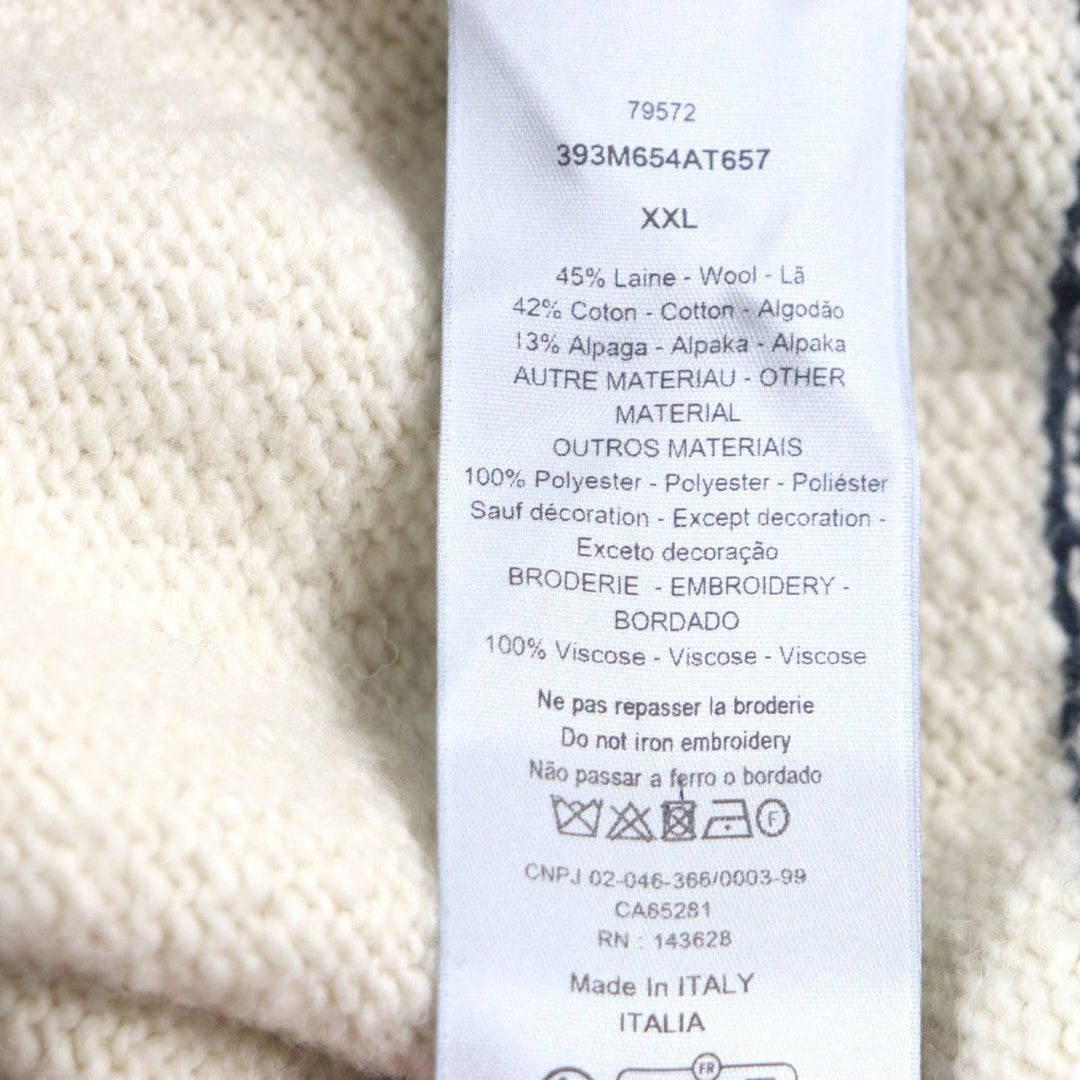 79572
393M654AT657
XXL
45% Laine - Wool - Lã
42% Coton - Cotton - Algodão
13% Alpaga - Alpaka - Alpaka
AUTRE MATERIAU - OTHER
MATERIAL
OUTROS MATERIAIS
100% Polyester - Polyester - Poliéster
Sauf décoration - Except decoration -
Exceto decoração
BRODERIE - EMBROIDERY -
BORDADO
100% Viscose - Viscose - Viscose
Ne pas repasser la broderie
Do not iron embroidery
Não passar a ferro o bordado
F
CNPJ 02-046-366/0003-99
CA65281
RN : 143628
Made In ITALY
ITALIA
FR